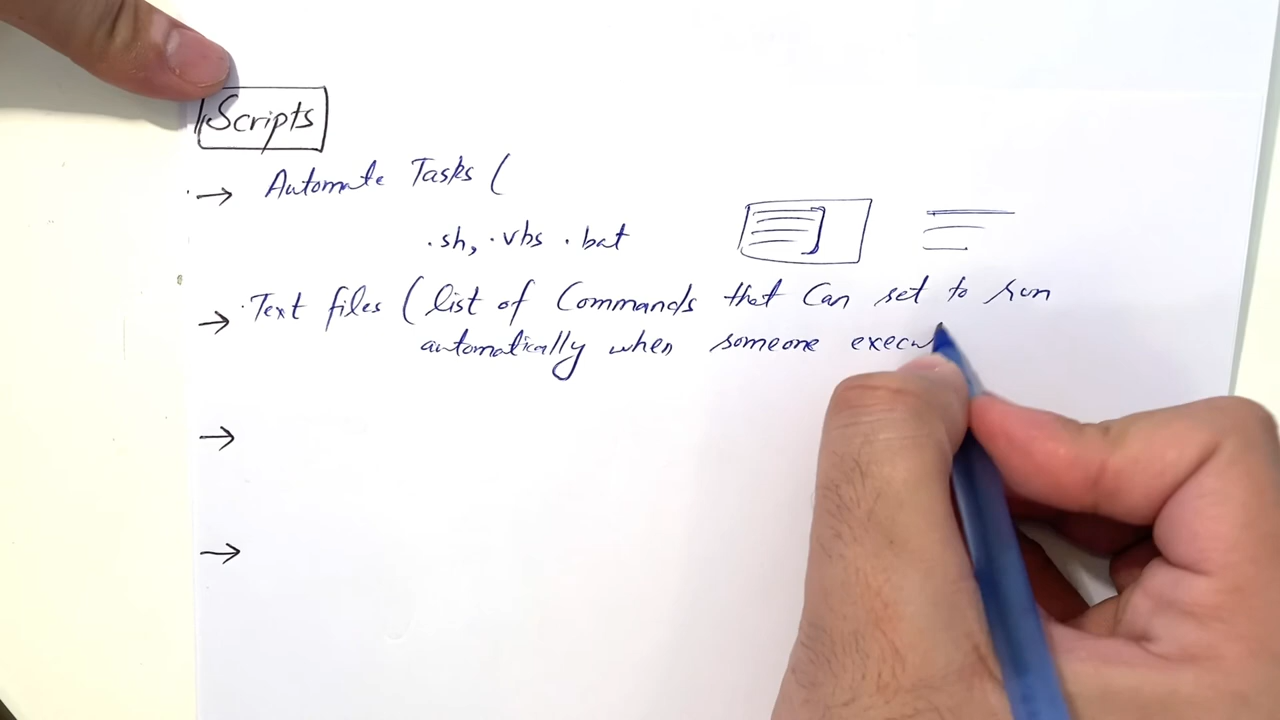 Scripts
→ Automate Tasks (
.sh, .vbs .bat
→ Text files ( list of Commands that Can set to run
automatically when someone execu
→
→